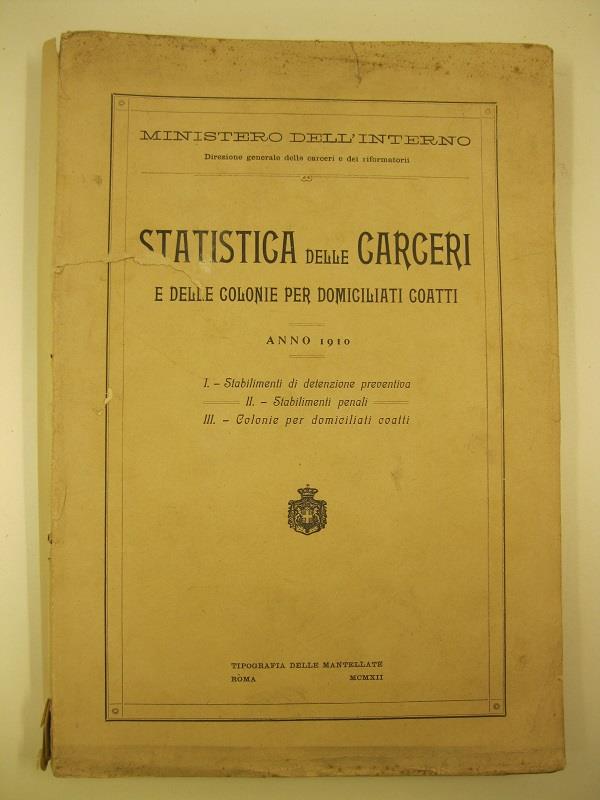 MINISTERO DELL'INTERNO
Direzione generale delle carceri e dei riformatorii
STATISTICA DELLE CARCERI
E DELLE COLONIE PER DOMICILIATI COATTI
ANNO 1910
I. – Stabilimenti di detenzione preventiva
II. – Stabilimenti penali
III. – Colonie per domiciliati coatti
TIPOGRAFIA DELLE MANTELLATE
ROMA MCMXII